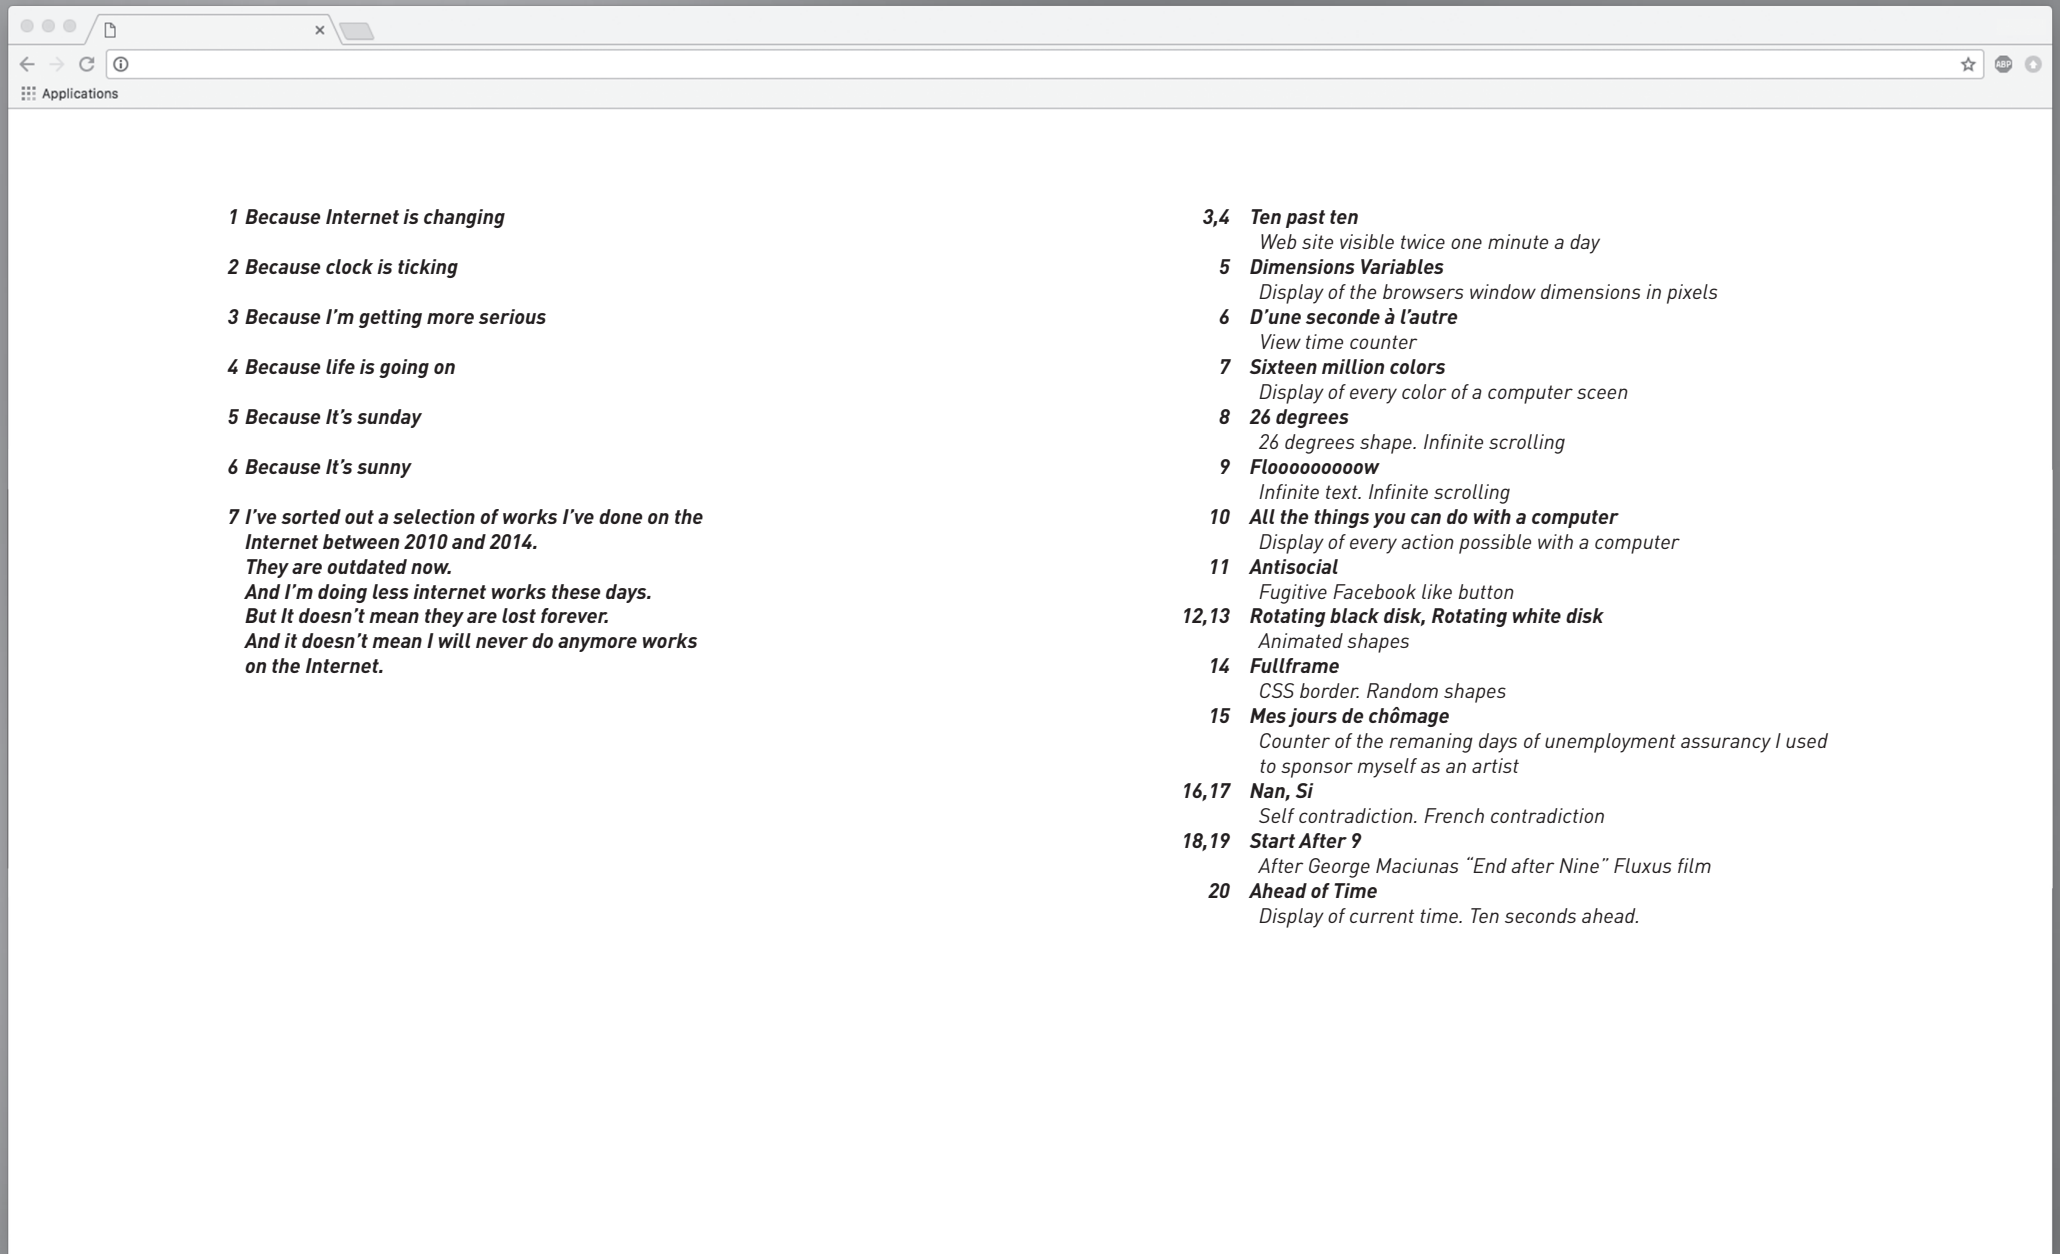 Applications
1 Because Internet is changing
2 Because clock is ticking
3 Because I'm getting more serious
4 Because life is going on
5 Because It's sunday
6 Because It's sunny
7 I've sorted out a selection of works I've done on the
Internet between 2010 and 2014.
They are outdated now.
And I'm doing less internet works these days.
But It doesn't mean they are lost forever.
And it doesn't mean I will never do anymore works
on the Internet.
3,4 Ten past ten
Web site visible twice one minute a day
5 Dimensions Variables
Display of the browsers window dimensions in pixels
6 D'une seconde à l'autre
View time counter
7 Sixteen million colors
Display of every color of a computer sceen
8 26 degrees
26 degrees shape. Infinite scrolling
9 Flooooooooow
Infinite text. Infinite scrolling
10 All the things you can do with a computer
Display of every action possible with a computer
11 Antisocial
Fugitive Facebook like button
12,13 Rotating black disk, Rotating white disk
Animated shapes
14 Fullframe
CSS border. Random shapes
15 Mes jours de chômage
Counter of the remaning days of unemployment assurancy I used
to sponsor myself as an artist
16,17 Nan, Si
Self contradiction. French contradiction
18,19 Start After 9
After George Maciunas “End after Nine” Fluxus film
20 Ahead of Time
Display of current time. Ten seconds ahead.
ABP